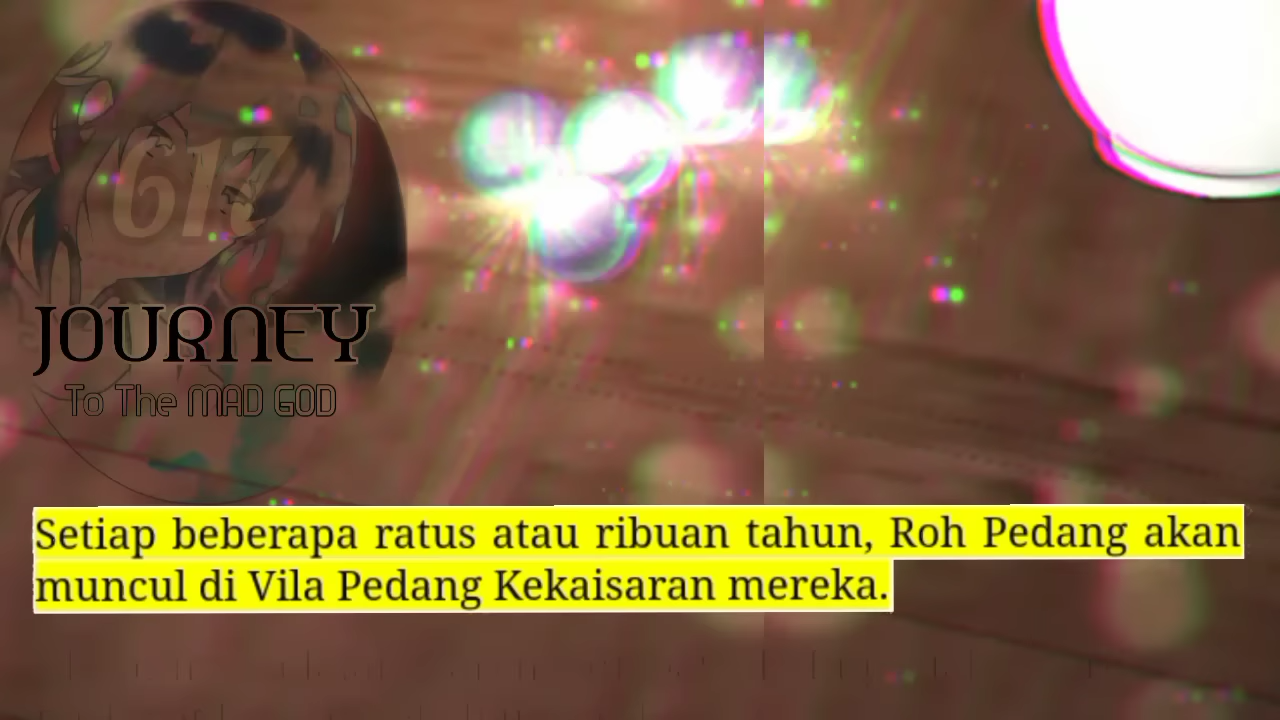 617
JOURNEY
To The MAD GOD
Setiap beberapa ratus atau ribuan tahun, Roh Pedang akan
muncul di Vila Pedang Kekaisaran mereka.